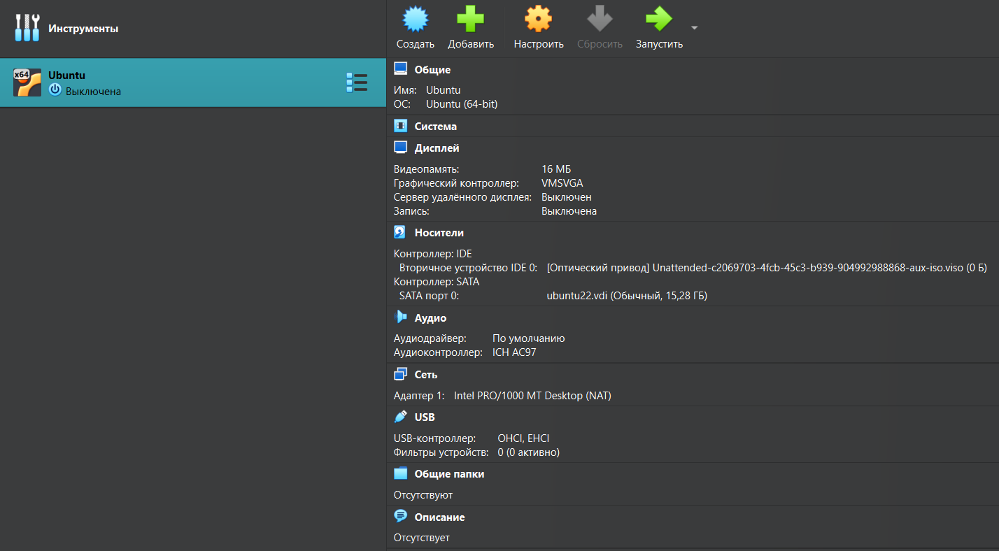 Инструменты
Создать Добавить Настроить Сбросить Запустить
x64
Ubuntu
Выключена
Общие
Имя: Ubuntu
ОС: Ubuntu (64-bit)
Система
Дисплей
Видеопамять: 16 МБ
Графический контроллер: VMSVGA
Сервер удалённого дисплея: Выключен
Запись: Выключена
Носители
Контроллер: IDE
Вторичное устройство IDE 0: [Оптический привод] Unattended-c2069703-4fcb-45c3-b939-904992988868-aux-iso.viso (0 Б)
Контроллер: SATA
SATA порт 0: ubuntu22.vdi (Обычный, 15,28 ГБ)
Аудио
Аудиодрайвер: По умолчанию
Аудиоконтроллер: ICH AC97
Сеть
Адаптер 1: Intel PRO/1000 MT Desktop (NAT)
USB
USB-контроллер: OHCI, EHCI
Фильтры устройств: 0 (0 активно)
Общие папки
Отсутствуют
Описание
Отсутствует